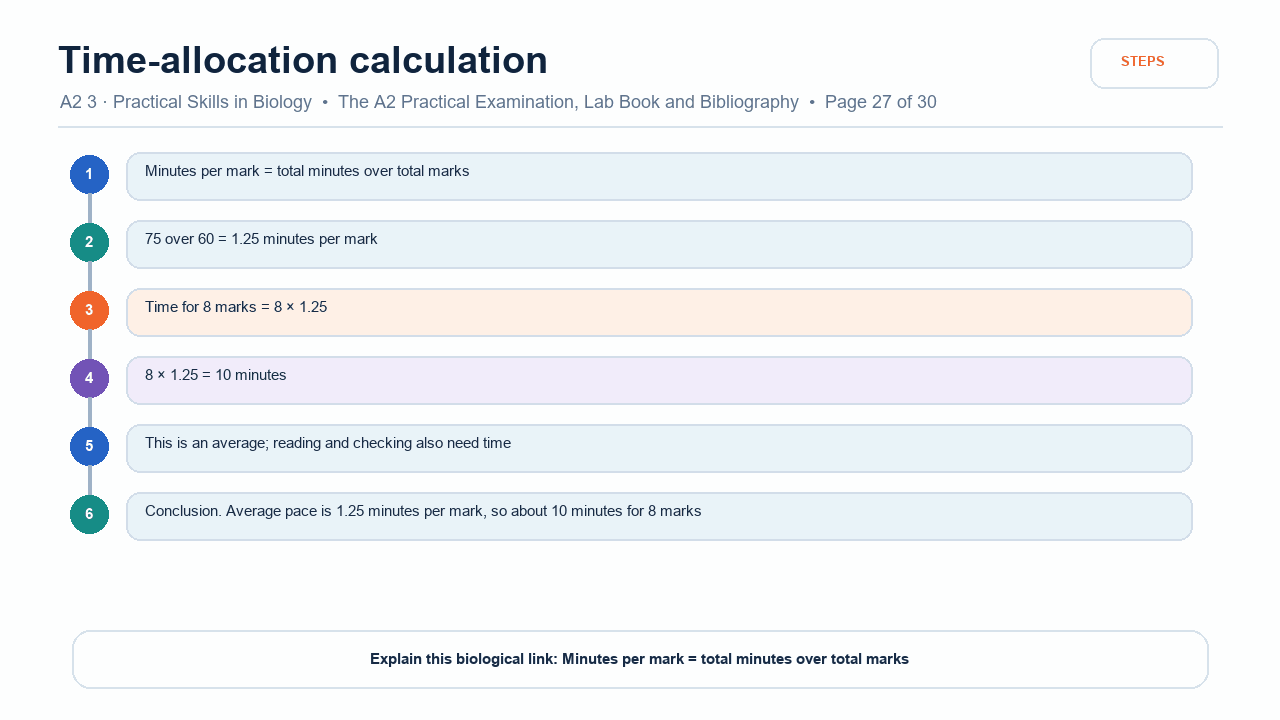 Time-allocation calculation
STEPS
A2 3 · Practical Skills in Biology • The A2 Practical Examination, Lab Book and Bibliography • Page 27 of 30
1
Minutes per mark = total minutes over total marks
2
75 over 60 = 1.25 minutes per mark
3
Time for 8 marks = 8 × 1.25
4
8 × 1.25 = 10 minutes
5
This is an average; reading and checking also need time
6
Conclusion. Average pace is 1.25 minutes per mark, so about 10 minutes for 8 marks
Explain this biological link: Minutes per mark = total minutes over total marks